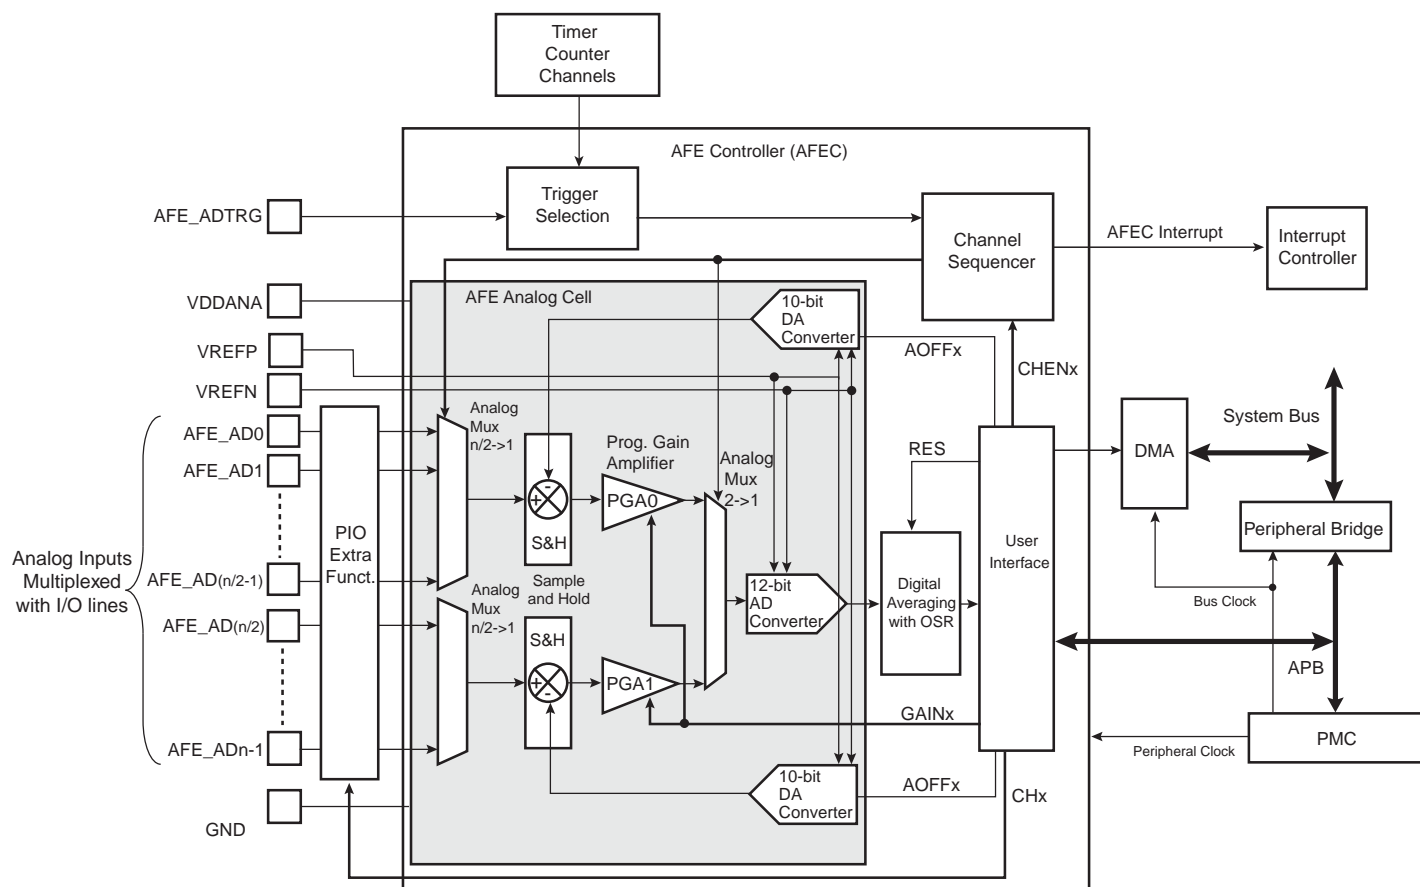 Timer
Counter
Channels
AFE Controller (AFEC)
Trigger
Selection
AFE_ADTRG
Channel
Sequencer
AFEC Interrupt
Interrupt
Controller
VDDANA
AFE Analog Cell
10-bit
DA
Converter
AOFFx
CHENx
VREFP
VREFN
AFE_AD0
AFE_AD1
Analog
Mux
n/2->1
Prog. Gain
Amplifier
Analog
Mux
2->1
RES
DMA
System Bus
-
+
PGA0
S&H
PIO
Extra
Funct.
User
Interface
Peripheral Bridge
Analog Inputs
Multiplexed
with I/O lines
AFE_AD(n/2-1)
AFE_AD(n/2)
Analog
Mux
n/2->1
Sample
and Hold
12-bit
AD
Converter
Digital
Averaging
with OSR
Bus Clock
S&H
+
-
PGA1
APB
GAINx
AFE_ADn-1
Peripheral Clock
PMC
10-bit
DA
Converter
AOFFx
CHx
GND